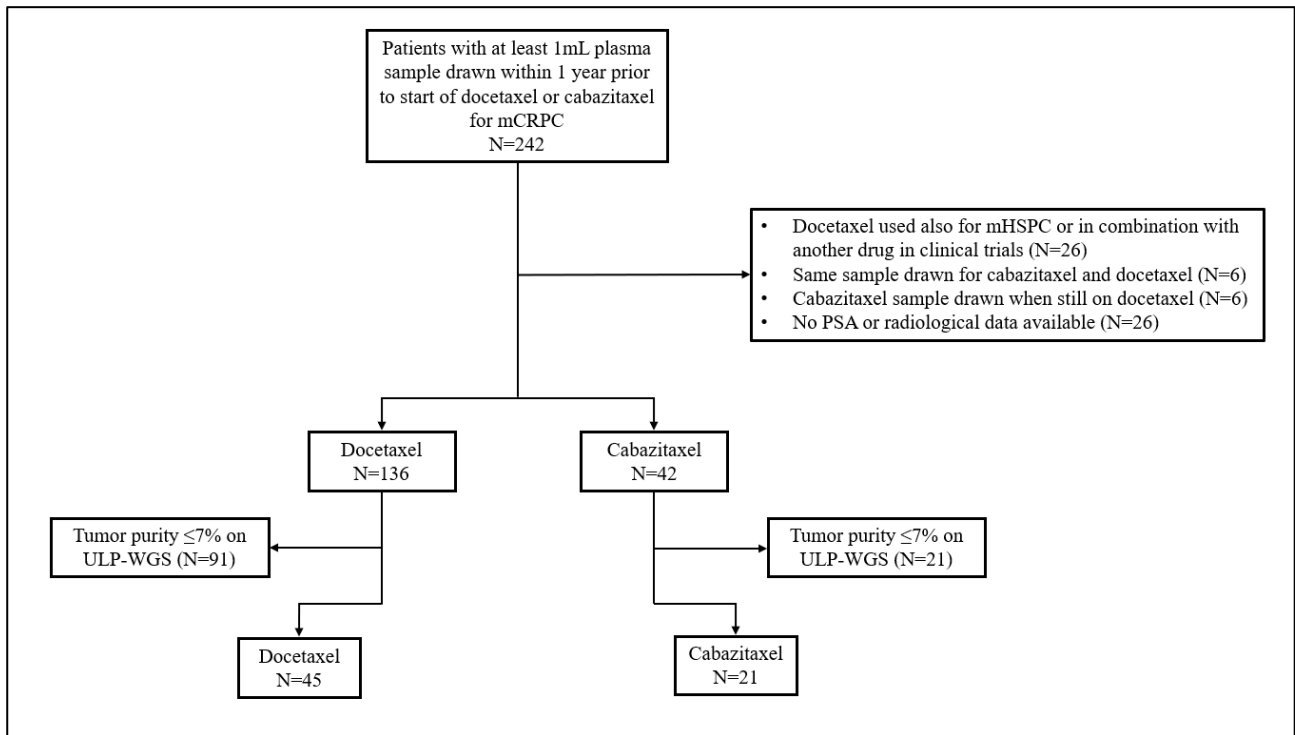 Patients with at least 1mL plasma
sample drawn within 1 year prior
to start of docetaxel or cabazitaxel
for mCRPC
N=242
• Docetaxel used also for mHSPC or in combination with
another drug in clinical trials (N=26)
• Same sample drawn for cabazitaxel and docetaxel (N=6)
• Cabazitaxel sample drawn when still on docetaxel (N=6)
• No PSA or radiological data available (N=26)
Docetaxel
N=136
Cabazitaxel
N=42
Tumor purity ≤7% on
ULP-WGS (N=91)
Tumor purity ≤7% on
ULP-WGS (N=21)
Docetaxel
N=45
Cabazitaxel
N=21